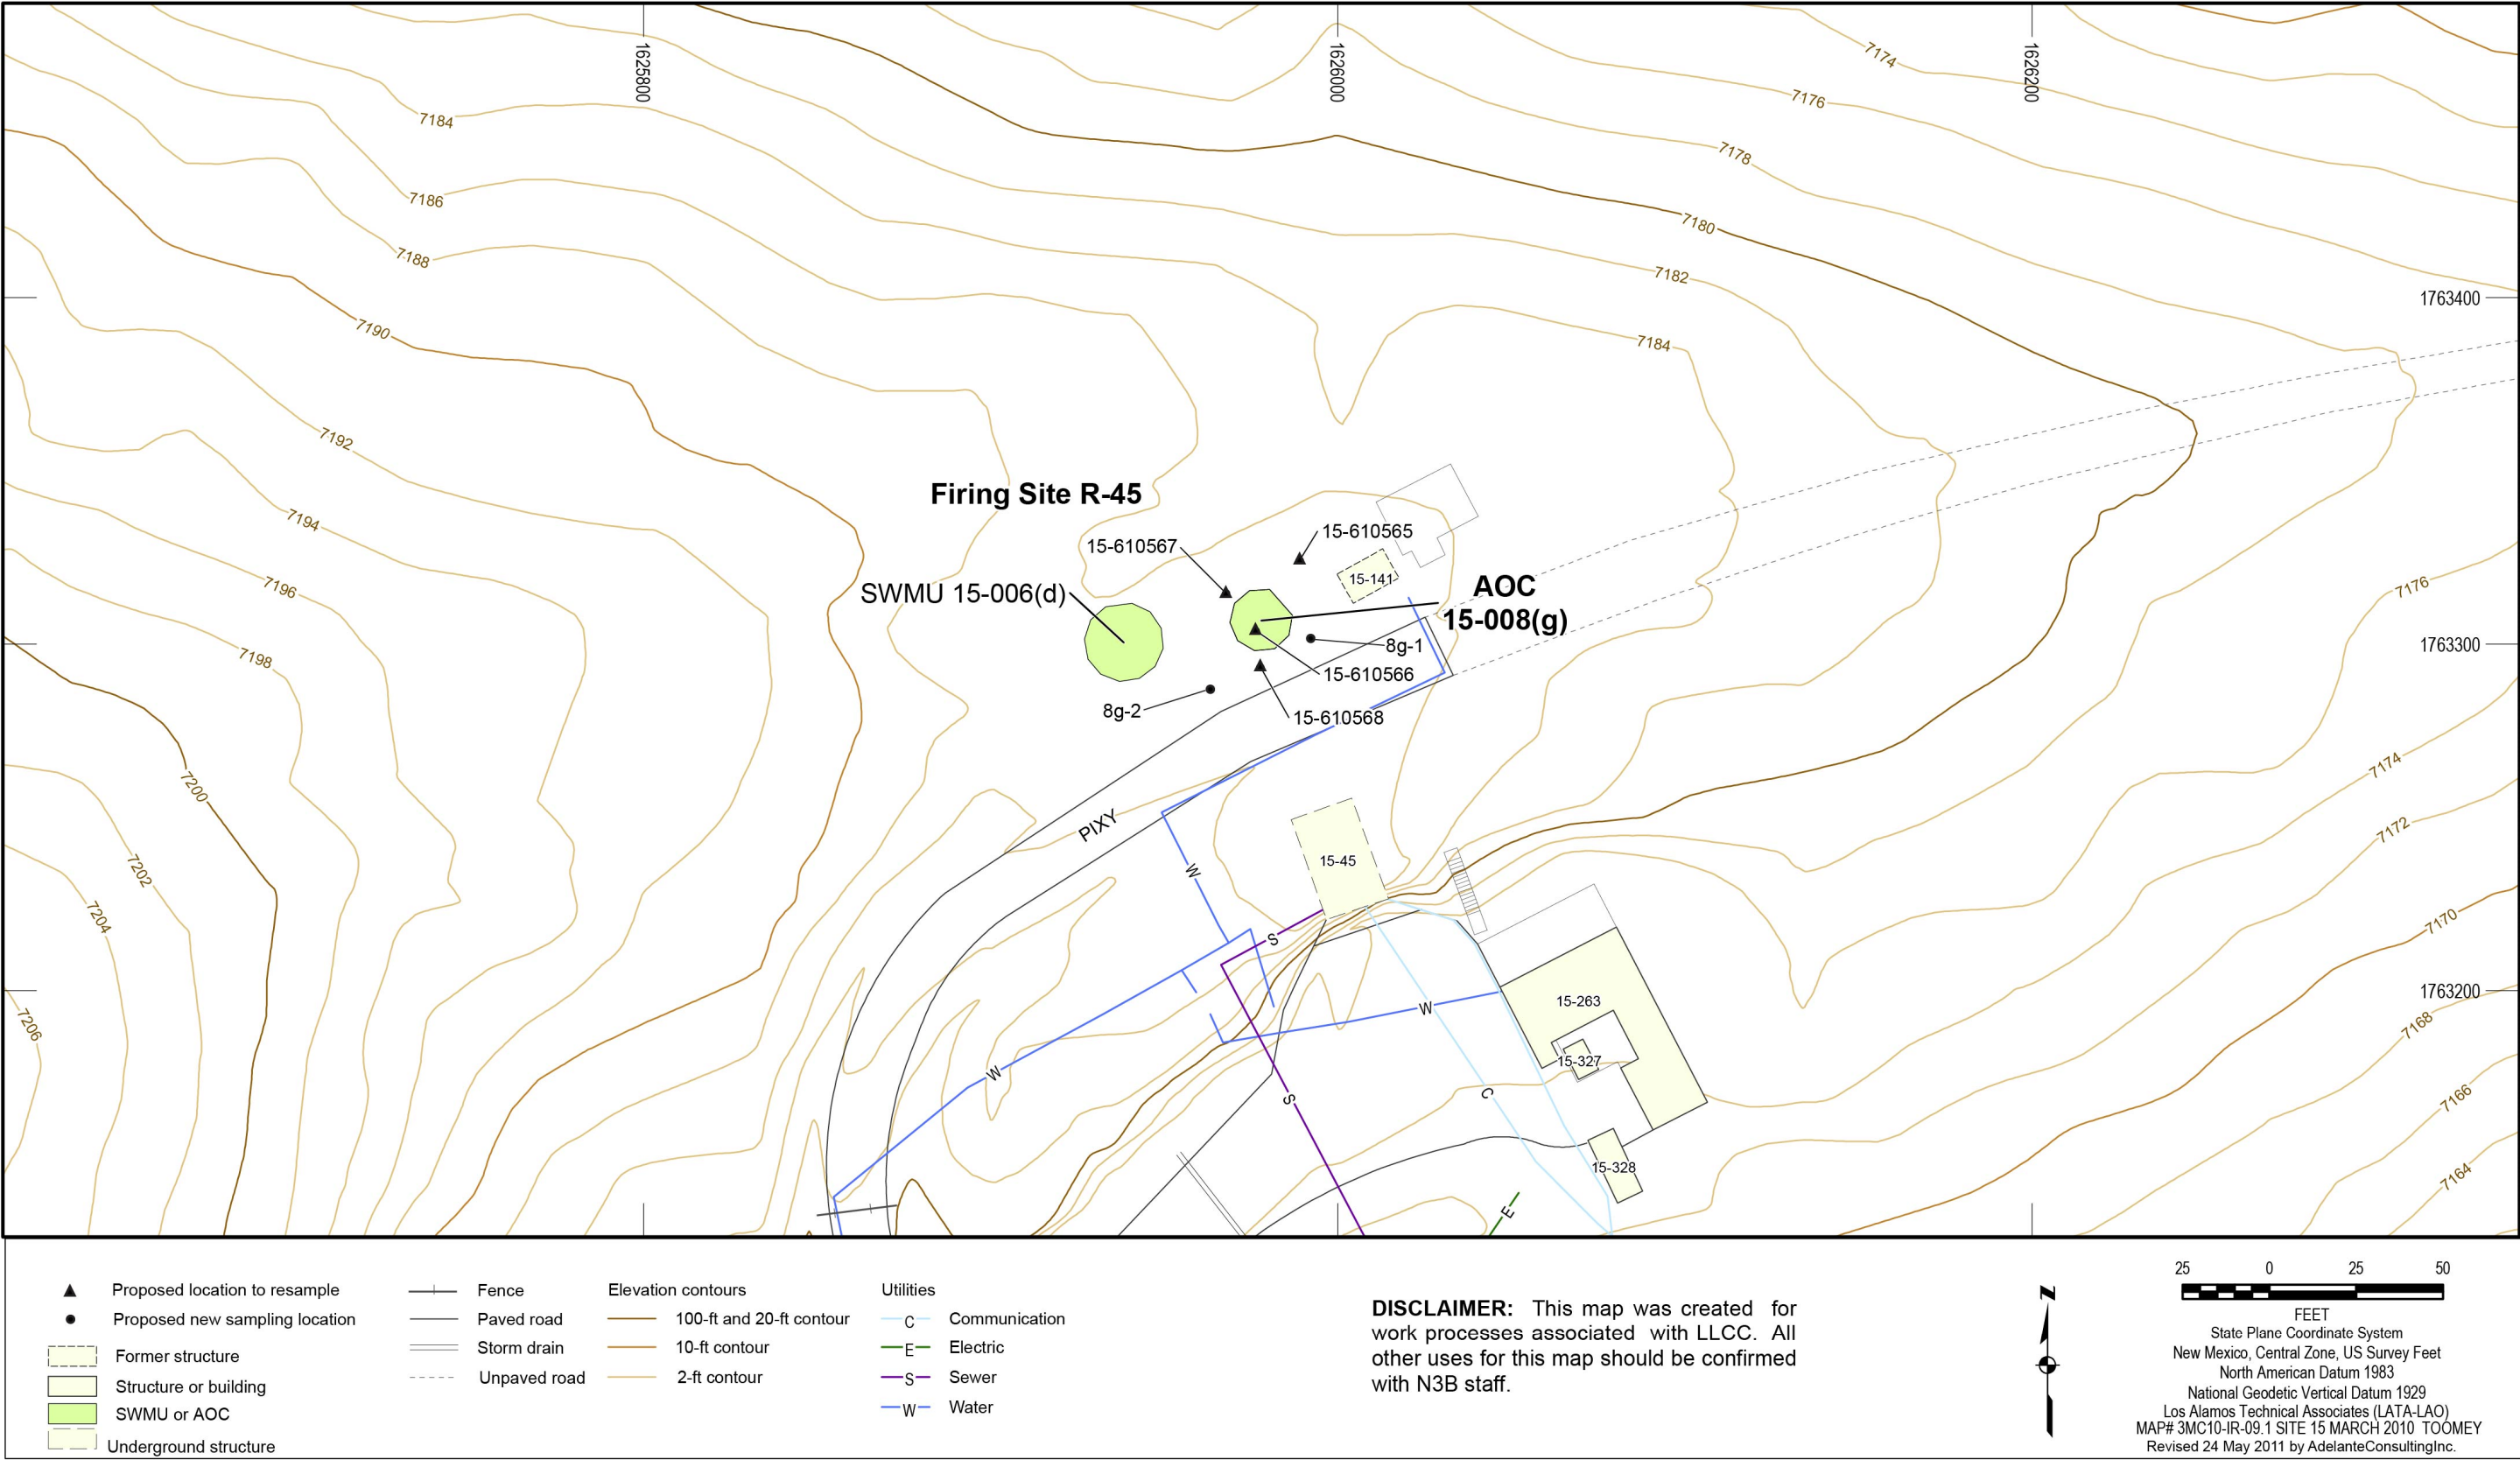 1625800
1626000
1626200
7174
7176
7184
7178
7186
7180
7188
7182
1763400
7190
7184
7192
Firing Site R-45
7194
15-610565
15-610567
15-141
AOC
15-008(g)
7196
SWMU 15-006(d)
7176
8g-1
1763300
7198
15-610566
8g-2
15-610568
7174
7200
PIXY
7172
15-45
W
7202
7204
7170
S
1763200
15-263
W
7206
7168
15-327
W
C
S
7166
15-328
7164
E
Proposed location to resample
Proposed new sampling location
Former structure
Structure or building
SWMU or AOC
Underground structure
Fence
Paved road
Storm drain
Unpaved road
Elevation contours
100-ft and 20-ft contour
10-ft contour
2-ft contour
Utilities
C Communication
E Electric
S Sewer
W Water
DISCLAIMER: This map was created for
work processes associated with LLCC. All
other uses for this map should be confirmed
with N3B staff.
N
25 0 25 50
FEET
State Plane Coordinate System
New Mexico, Central Zone, US Survey Feet
North American Datum 1983
National Geodetic Vertical Datum 1929
Los Alamos Technical Associates (LATA-LAO)
MAP# 3MC10-IR-09.1 SITE 15 MARCH 2010 TOOMEY
Revised 24 May 2011 by AdelanteConsultingInc.